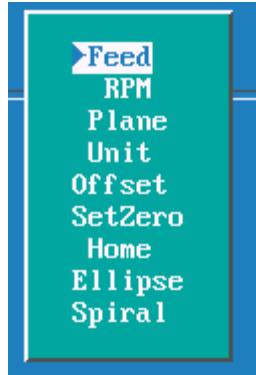 Feed
RPM
Plane
Unit
Offset
SetZero
Home
Ellipse
Spiral